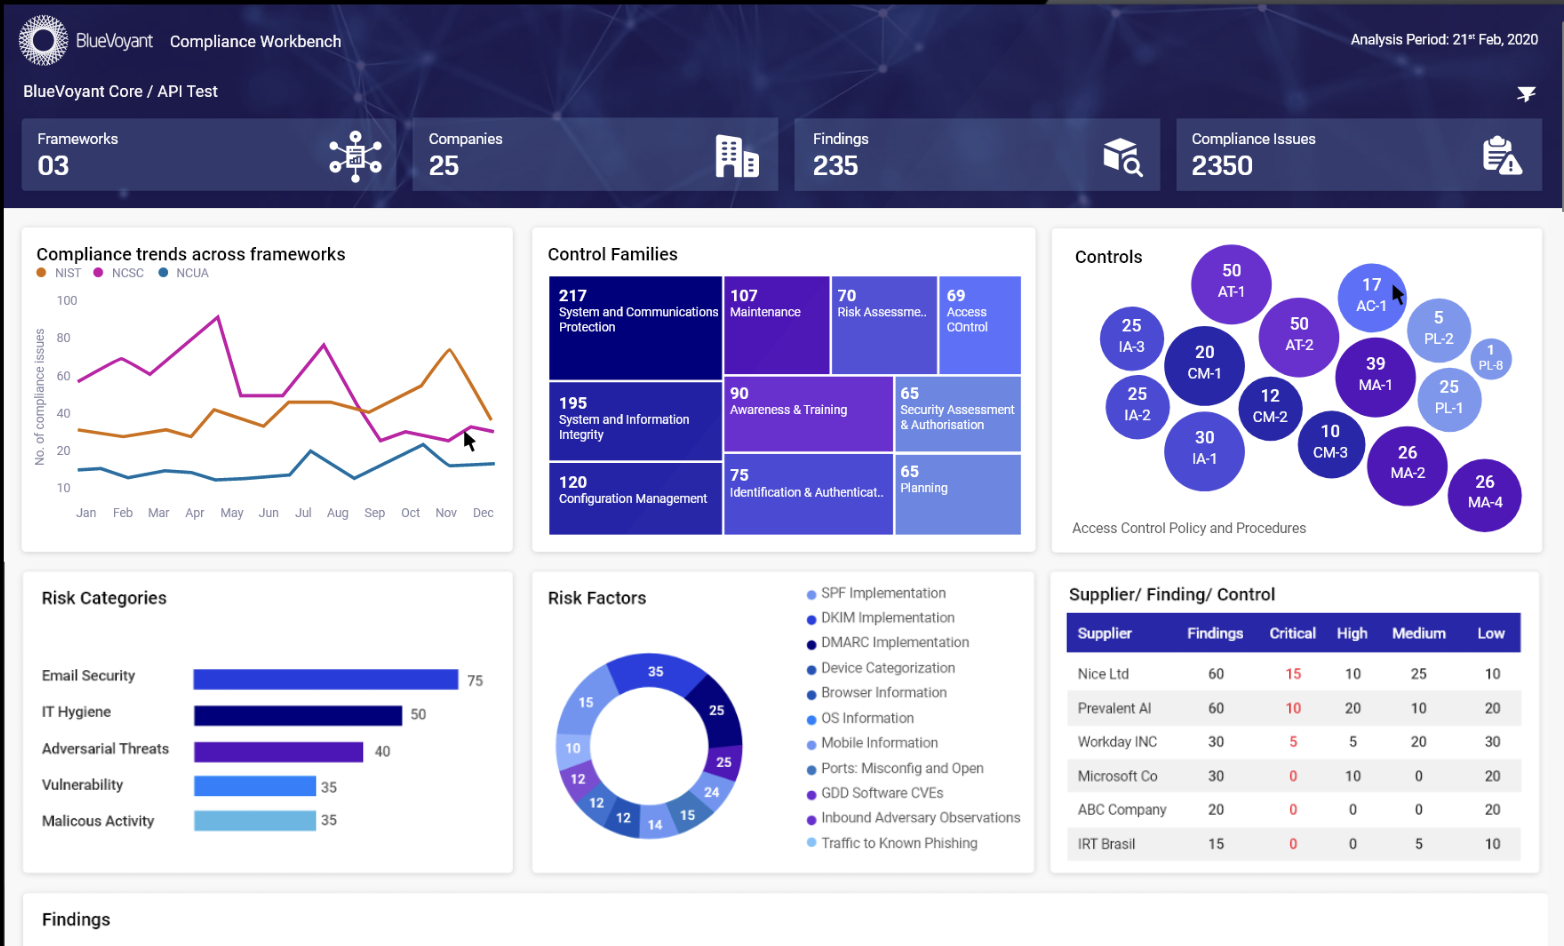 BlueVoyant Compliance Workbench
Analysis Period: 21st Feb, 2020
BlueVoyant Core / API Test
Frameworks
03
Companies
25
Findings
235
Compliance Issues
2350
Compliance trends across frameworks
NIST NCSC NCUA
No. of compliance issues
100
80
60
40
20
10
Jan Feb Mar Apr May Jun Jul Aug Sep Oct Nov Dec
Control Families
217
System and Communications
Protection
107
Maintenance
70
Risk Assessme..
69
Access
COntrol
195
System and Information
Integrity
90
Awareness & Training
65
Security Assessment
& Authorisation
120
Configuration Management
75
Identification & Authenticat..
65
Planning
Controls
50
AT-1
17
AC-1
25
IA-3
50
AT-2
5
PL-2
20
CM-1
1
PL-8
39
MA-1
25
IA-2
12
CM-2
25
PL-1
30
IA-1
10
CM-3
26
MA-2
26
MA-4
Access Control Policy and Procedures
Risk Categories
Email Security 75
IT Hygiene 50
Adversarial Threats 40
Vulnerability 35
Malicous Activity 35
Risk Factors
35
25
25
24
15
14
12
12
12
10
15
SPF Implementation
DKIM Implementation
DMARC Implementation
Device Categorization
Browser Information
OS Information
Mobile Information
Ports: Misconfig and Open
GDD Software CVEs
Inbound Adversary Observations
Traffic to Known Phishing
Supplier/ Finding/ Control
Supplier Findings Critical High Medium Low
Nice Ltd 60 15 10 25 10
Prevalent AI 60 10 20 10 20
Workday INC 30 5 5 20 30
Microsoft Co 30 0 10 0 20
ABC Company 20 0 0 0 20
IRT Brasil 15 0 0 5 10
Findings